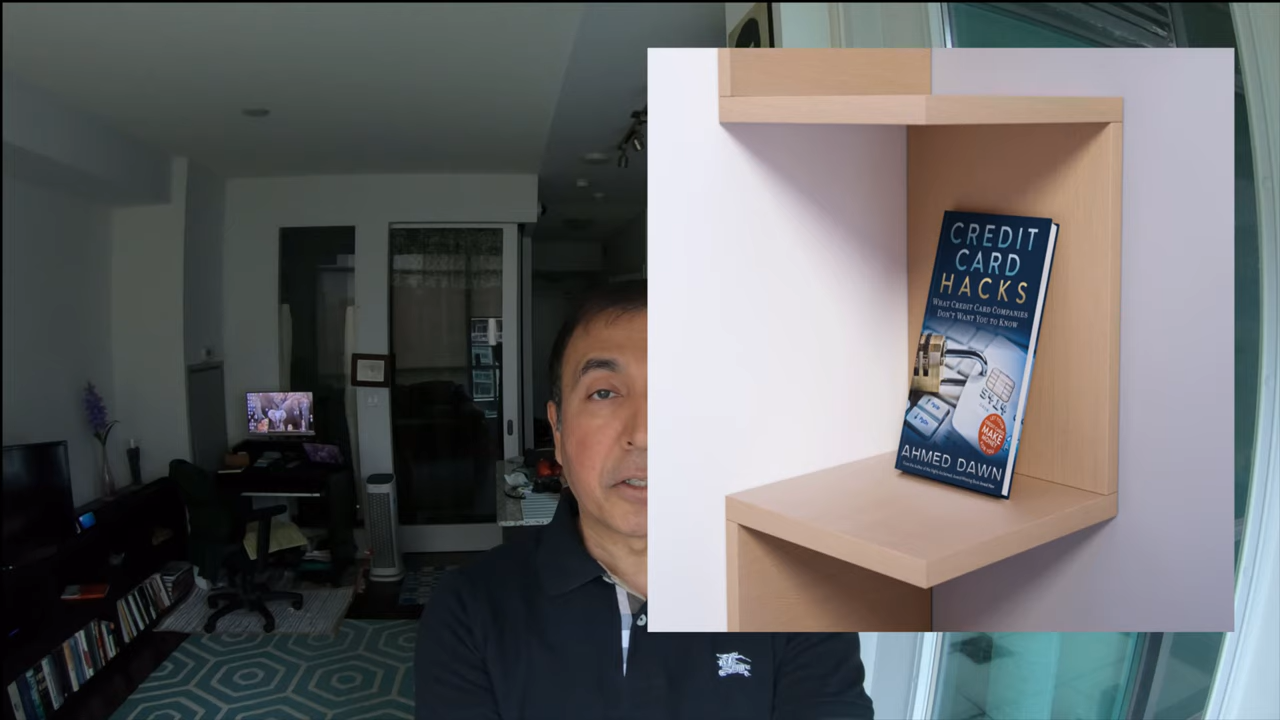 CREDIT
CARD
HACKS
WHAT CREDIT CARD COMPANIES
DON'T WANT YOU TO KNOW
MAKE
AHMED DAWN